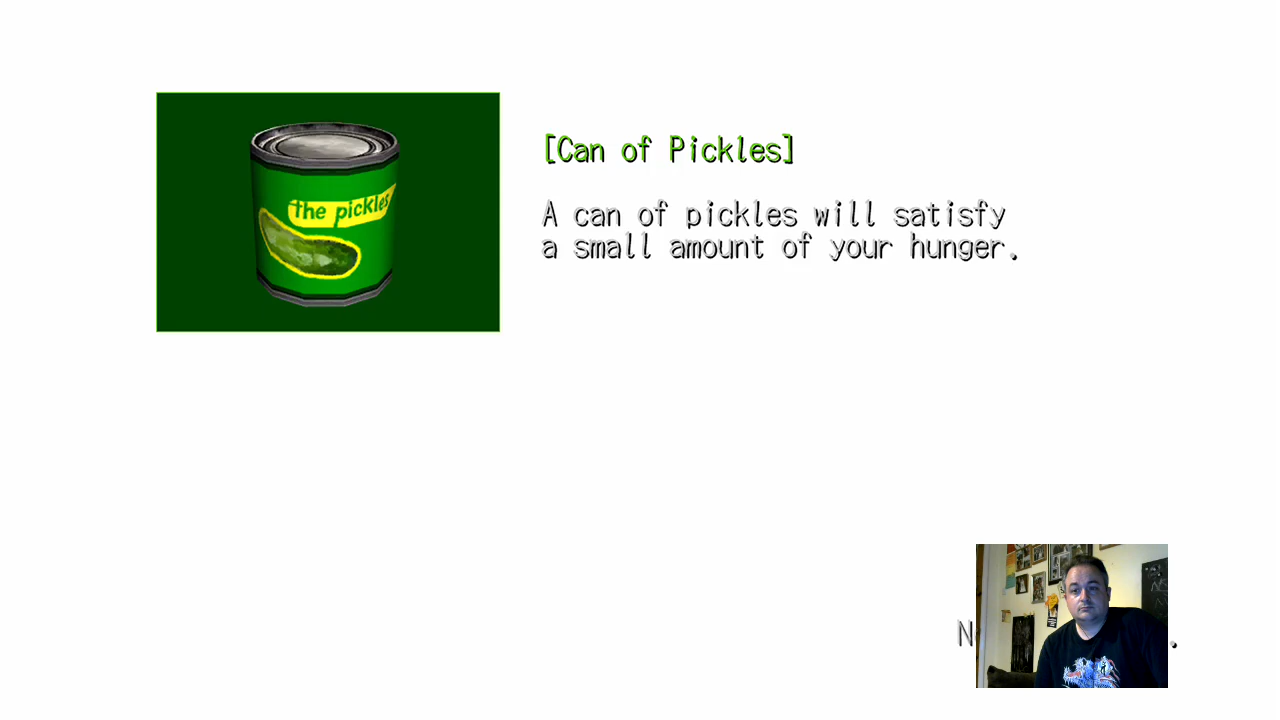 [Can of Pickles]
the pickles
A can of pickles will satisfy
a small amount of your hunger.